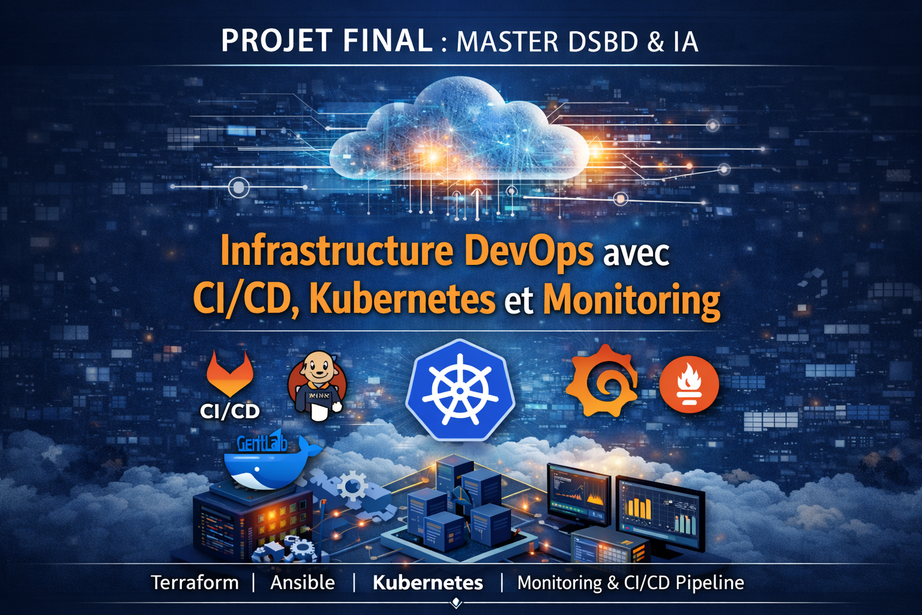 PROJET FINAL : MASTER DSBD & IA
Infrastructure DevOps avec
CI/CD, Kubernetes et Monitoring
CI/CD
GentLab
Terraform | Ansible | Kubernetes | Monitoring & CI/CD Pipeline